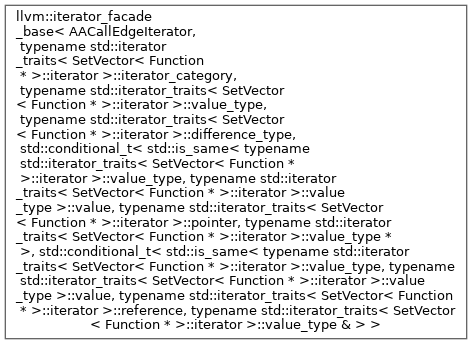 llvm::iterator_facade
_base< AACallEdgeIterator,
typename std::iterator
_traits< SetVector< Function
* >::iterator >::iterator_category,
typename std::iterator_traits< SetVector
< Function * >::iterator >::value_type,
typename std::iterator_traits< SetVector
< Function * >::iterator >::difference_type,
std::conditional_t< std::is_same< typename
std::iterator_traits< SetVector< Function *
>::iterator >::value_type, typename std::iterator
_traits< SetVector< Function * >::iterator >::value
_type >::value, typename std::iterator_traits< SetVector
< Function * >::iterator >::pointer, typename std::iterator
_traits< SetVector< Function * >::iterator >::value_type *
>, std::conditional_t< std::is_same< typename std::iterator
_traits< SetVector< Function * >::iterator >::value_type, typename
std::iterator_traits< SetVector< Function * >::iterator >::value
_type >::value, typename std::iterator_traits< SetVector< Function
* >::iterator >::reference, typename std::iterator_traits< SetVector
< Function * >::iterator >::value_type & > >